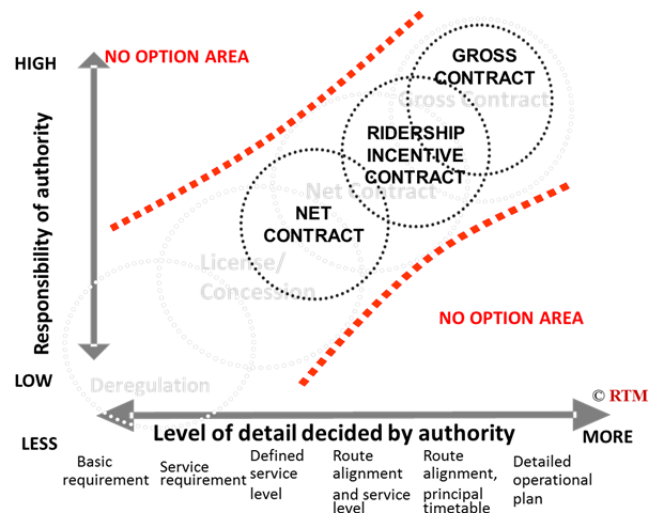 HIGH
NO OPTION AREA
GROSS
CONTRACT
Gross Contract
RIDERSHIP
INCENTIVE
CONTRACT
Net Contract
NET
CONTRACT
License/
Concession
Responsibility of authority
NO OPTION AREA
LOW
Deregulation
© RTM
LESS
Level of detail decided by authority
MORE
Basic
requirement
Service
requirement
Defined
service
level
Route
alignment
and service
level
Route
alignment,
principal
timetable
Detailed
operational
plan